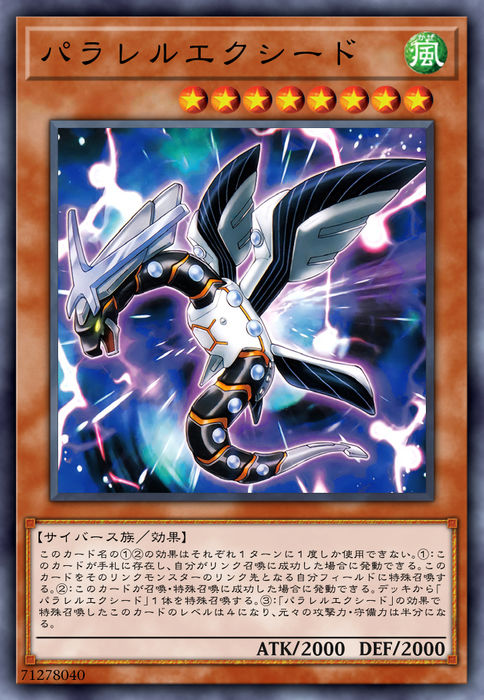 パラレルエクシード
風
かぜ
【サイバース族／効果】
このカード名の①②の効果はそれぞれ１ターンに１度しか使用できない。①：こ
のカードが手札に存在し、自分がリンク召喚に成功した場合に発動できる。この
カードをそのリンクモンスターのリンク先となる自分フィールドに特殊召喚す
る。②：このカードが召喚・特殊召喚に成功した場合に発動できる。デッキから「
パラレルエクシード」１体を特殊召喚する。③：「パラレルエクシード」の効果で
特殊召喚したこのカードのレベルは４になり、元々の攻撃力・守備力は半分にな
る。
ATK/2000 DEF/2000
71278040